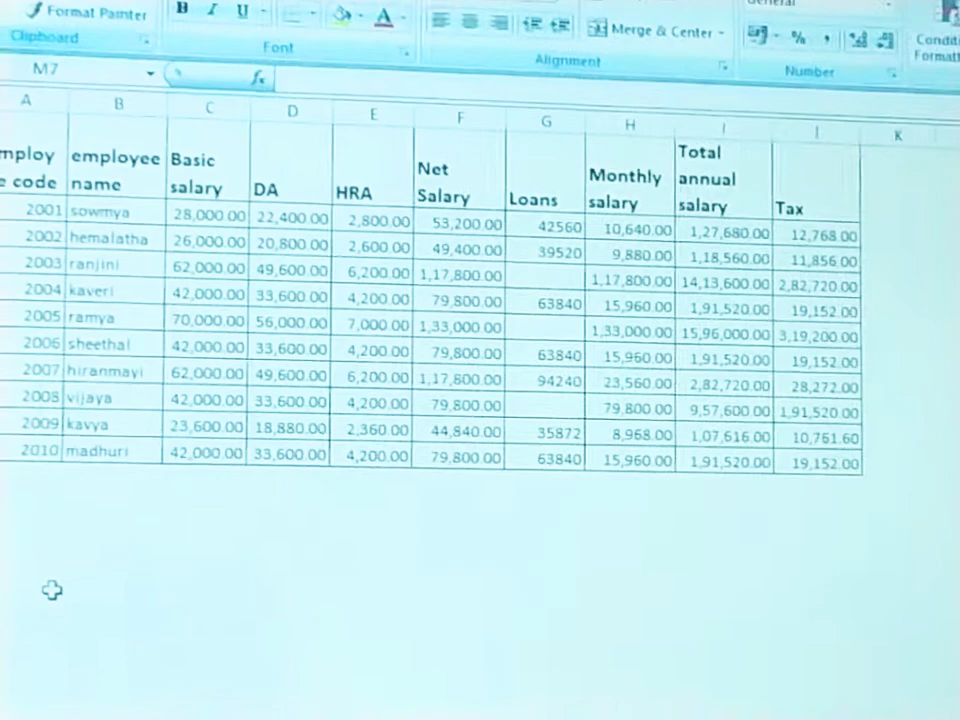 Format Painter
Clipboard
B I U
Font
Merge & Center
Alignment
General
%
,
Number
Condit
Formatt
M7
fx
A B C D E F G H I J K
mploy employee Basic DA HRA Net Loans Monthly Total Tax
e code name salary Salary salary annual
salary
2001 sowmya 28,000.00 22,400.00 2,800.00 53,200.00 42560 10,640.00 1,27,680.00 12,768.00
2002 hemalatha 26,000.00 20,800.00 2,600.00 49,400.00 39520 9,880.00 1,18,560.00 11,856.00
2003 ranjini 62,000.00 49,600.00 6,200.00 1,17,800.00 1,17,800.00 14,13,600.00 2,82,720.00
2004 kaveri 42,000.00 33,600.00 4,200.00 79,800.00 63840 15,960.00 1,91,520.00 19,152.00
2005 ramya 70,000.00 56,000.00 7,000.00 1,33,000.00 1,33,000.00 15,96,000.00 3,19,200.00
2006 sheethal 42,000.00 33,600.00 4,200.00 79,800.00 63840 15,960.00 1,91,520.00 19,152.00
2007 hiranmayi 62,000.00 49,600.00 6,200.00 1,17,800.00 94240 23,560.00 2,82,720.00 28,272.00
2008 vijaya 42,000.00 33,600.00 4,200.00 79,800.00 79,800.00 9,57,600.00 1,91,520.00
2009 kavya 23,600.00 18,880.00 2,360.00 44,840.00 35872 8,968.00 1,07,616.00 10,761.60
2010 madhuri 42,000.00 33,600.00 4,200.00 79,800.00 63840 15,960.00 1,91,520.00 19,152.00